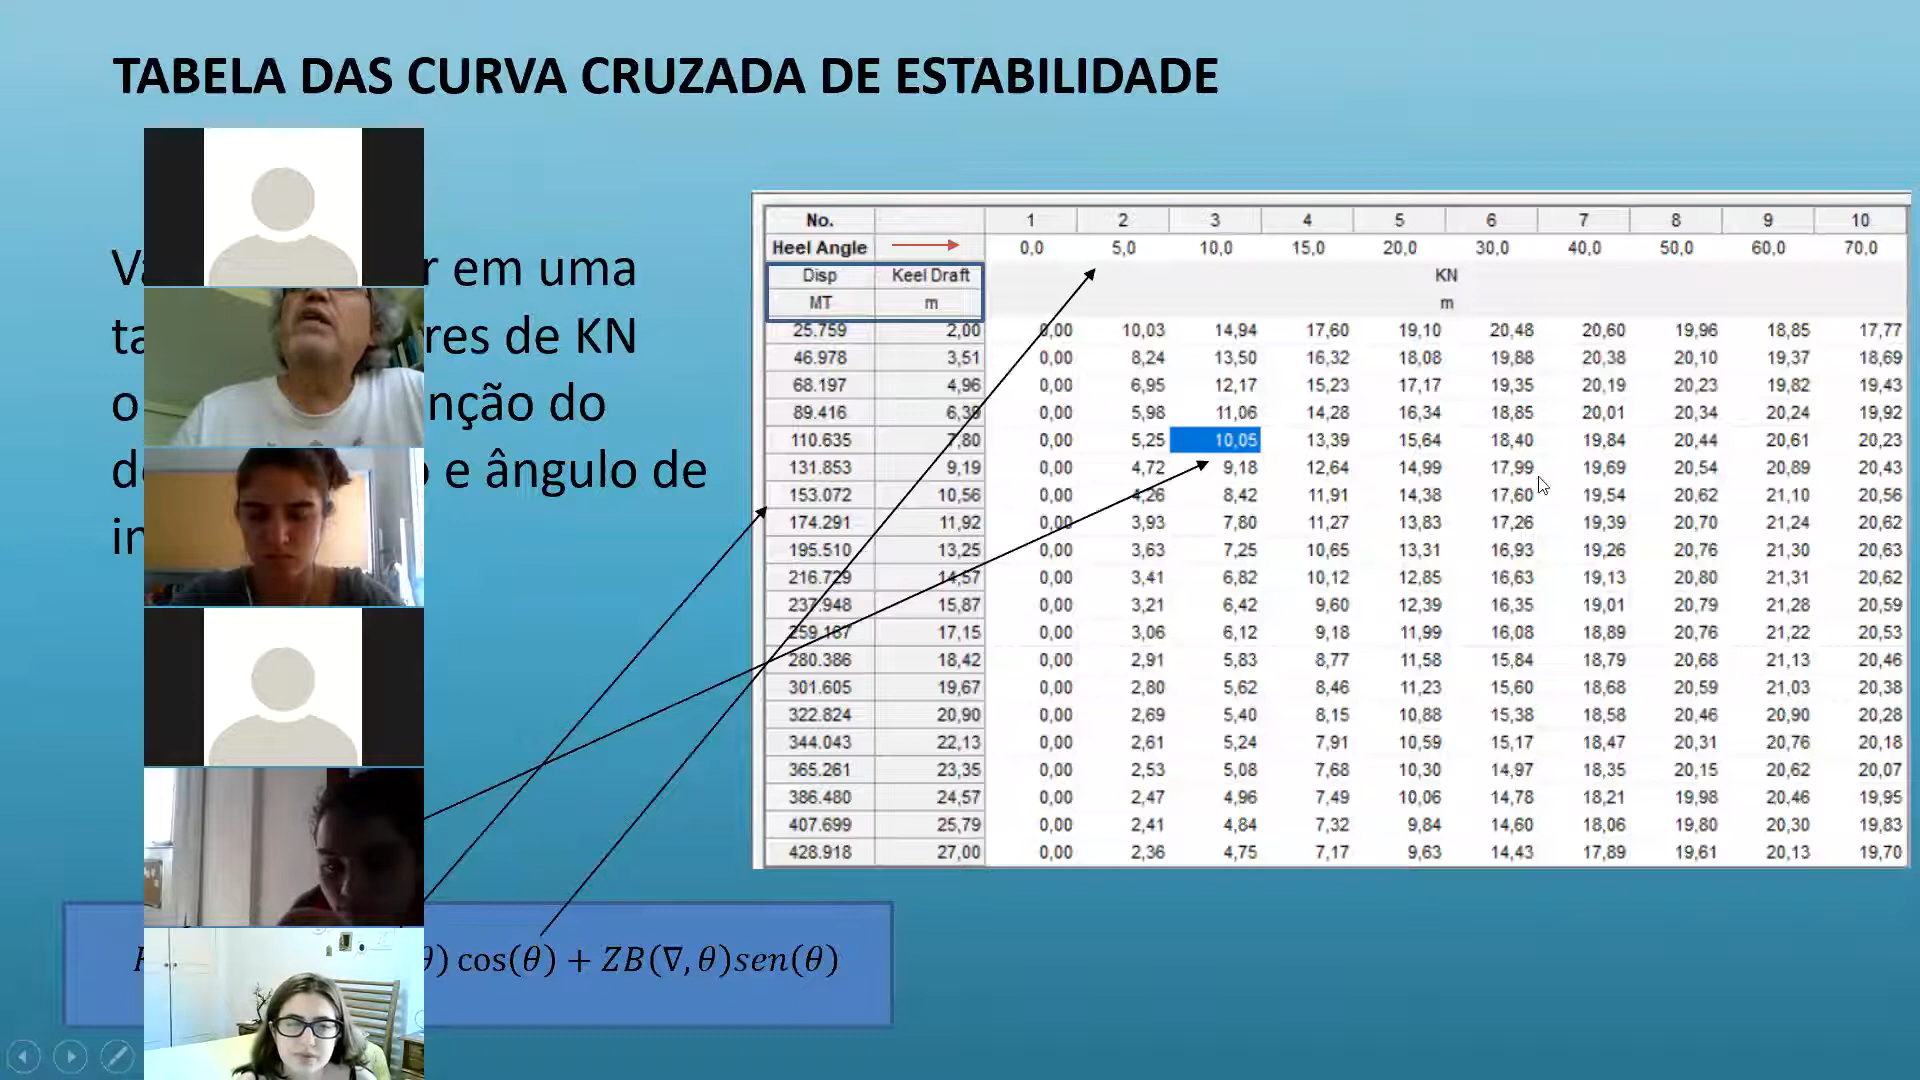 TABELA DAS CURVA CRUZADA DE ESTABILIDADE
em uma
de KN
o do
e ângulo de
No. 1 2 3 4 5 6 7 8 9 10
Heel Angle 0,0 5,0 10,0 15,0 20,0 30,0 40,0 50,0 60,0 70,0
Disp Keel Draft KN
MT m m
25.759 2,00 0,00 10,03 14,94 17,60 19,10 20,48 20,60 19,96 18,85 17,77
46.978 3,51 0,00 8,24 13,50 16,32 18,08 19,88 20,38 20,10 19,37 18,69
68.197 4,96 0,00 6,95 12,17 15,23 17,17 19,35 20,19 20,23 19,82 19,43
89.416 6,39 0,00 5,98 11,06 14,28 16,34 18,85 20,01 20,34 20,24 19,92
110.635 7,80 0,00 5,25 10,05 13,39 15,64 18,40 19,84 20,44 20,61 20,23
131.853 9,19 0,00 4,72 9,18 12,64 14,99 17,99 19,69 20,54 20,89 20,43
153.072 10,56 0,00 4,26 8,42 11,91 14,38 17,60 19,54 20,62 21,10 20,56
174.291 11,92 0,00 3,93 7,80 11,27 13,83 17,26 19,39 20,70 21,24 20,62
195.510 13,25 0,00 3,63 7,25 10,65 13,31 16,93 19,26 20,76 21,30 20,63
216.729 14,57 0,00 3,41 6,82 10,12 12,85 16,63 19,13 20,80 21,31 20,62
237.948 15,87 0,00 3,21 6,42 9,60 12,39 16,35 19,01 20,79 21,28 20,59
259.167 17,15 0,00 3,06 6,12 9,18 11,99 16,08 18,89 20,76 21,22 20,53
280.386 18,42 0,00 2,91 5,83 8,77 11,58 15,84 18,79 20,68 21,13 20,46
301.605 19,67 0,00 2,80 5,62 8,46 11,23 15,60 18,68 20,59 21,03 20,38
322.824 20,90 0,00 2,69 5,40 8,15 10,88 15,38 18,58 20,46 20,90 20,28
344.043 22,13 0,00 2,61 5,24 7,91 10,59 15,17 18,47 20,31 20,76 20,18
365.261 23,35 0,00 2,53 5,08 7,68 10,30 14,97 18,35 20,15 20,62 20,07
386.480 24,57 0,00 2,47 4,96 7,49 10,06 14,78 18,21 19,98 20,46 19,95
407.699 25,79 0,00 2,41 4,84 7,32 9,84 14,60 18,06 19,80 20,30 19,83
428.918 27,00 0,00 2,36 4,75 7,17 9,63 14,43 17,89 19,61 20,13 19,70
θ) cos(θ) + ZB(∇, θ)sen(θ)